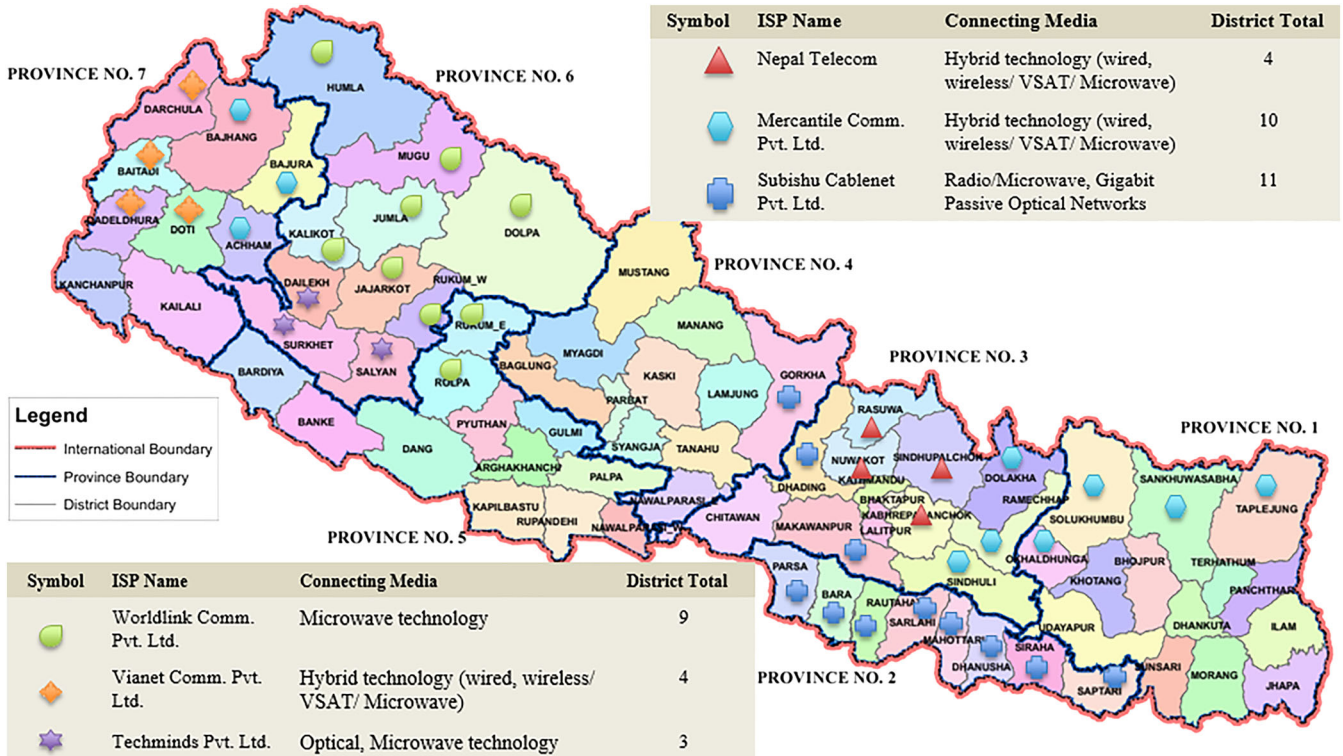 Symbol ISP Name Connecting Media District Total
Nepal Telecom Hybrid technology (wired, 4
wireless/ VSAT/ Microwave)
Mercantile Comm. Hybrid technology (wired, 10
Pvt. Ltd. wireless/ VSAT/ Microwave)
Subishu Cablenet Radio/Microwave, Gigabit 11
Pvt. Ltd. Passive Optical Networks
PROVINCE NO. 7
PROVINCE NO. 6
HUMLA
DARCHULA
BAJHANG
MUGU
BAJURA
BAITADI
JUMLA
DADELDHURA
DOTI
ACHHAM
KALIKOT
DOLPA
PROVINCE NO. 4
MUSTANG
KANCHANPUR
DAILEKH
JAJARKOT
RUKUM_W
KAILALI
RUKUM_E
MANANG
SURKHET
MYAGDI
PROVINCE NO. 3
BARDIYA
SALYAN
ROLPA
BAGLUNG
KASKI
GORKHA
LAMJUNG
PARBAT
RASUWA
Legend
International Boundary
Province Boundary
District Boundary
BANKE
PYUTHAN
GULMI
SYANGJA
TANAHU
PROVINCE NO. 1
DANG
ARGHAKHANCHI
PALPA
NUWAKOT
SINDHUPALCHOK
DOLAKHA
KATHMANDU
DHADING
BHAKTAPUR
RAMECHHAP
SANKHUWASABHA
TAPLEJUNG
KAPILBASTU
RUPANDEHI
NAWALPARASI_E
NAWALPARASI_W
CHITAWAN
MAKAWANPUR
KABHREPALANCHOK
LALITPUR
SOLUKHUMBU
PROVINCE NO. 5
OKHALDHUNGA
KHOTANG
BHOJPUR
TERHATHUM
PANCHTHAR
PARSA
BARA
RAUTAHAT
SARLAHI
SINDHULI
MAHOTTARI
DHANUSHA
SIRAHA
UDAYAPUR
DHANKUTA
ILAM
PROVINCE NO. 2
SAPTARI
SUNSARI
MORANG
JHAPA
Symbol ISP Name Connecting Media District Total
Worldlink Comm. Microwave technology 9
Pvt. Ltd.
Vianet Comm. Pvt. Hybrid technology (wired, wireless/ 4
Ltd. VSAT/ Microwave)
Techminds Pvt. Ltd. Optical, Microwave technology 3